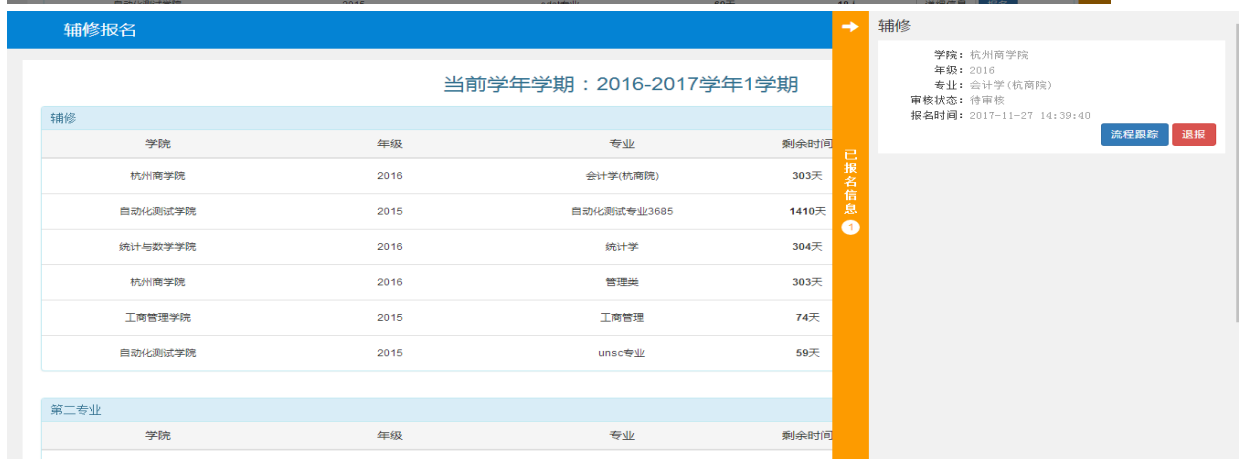 辅修报名
当前学年学期：2016-2017学年1学期
辅修
学院 年级 专业 剩余时间
杭州商学院 2016 会计学(杭商院) 303天
自动化测试学院 2015 自动化测试专业3685 1410天
统计与数学学院 2016 统计学 304天
杭州商学院 2016 管理类 303天
工商管理学院 2015 工商管理 74天
自动化测试学院 2015 unsc专业 59天
第二专业
学院 年级 专业 剩余时间
已报名信息 1
辅修
学院：杭州商学院
年级：2016
专业：会计学(杭商院)
审核状态：待审核
报名时间：2017-11-27 14:39:40
流程跟踪 退报